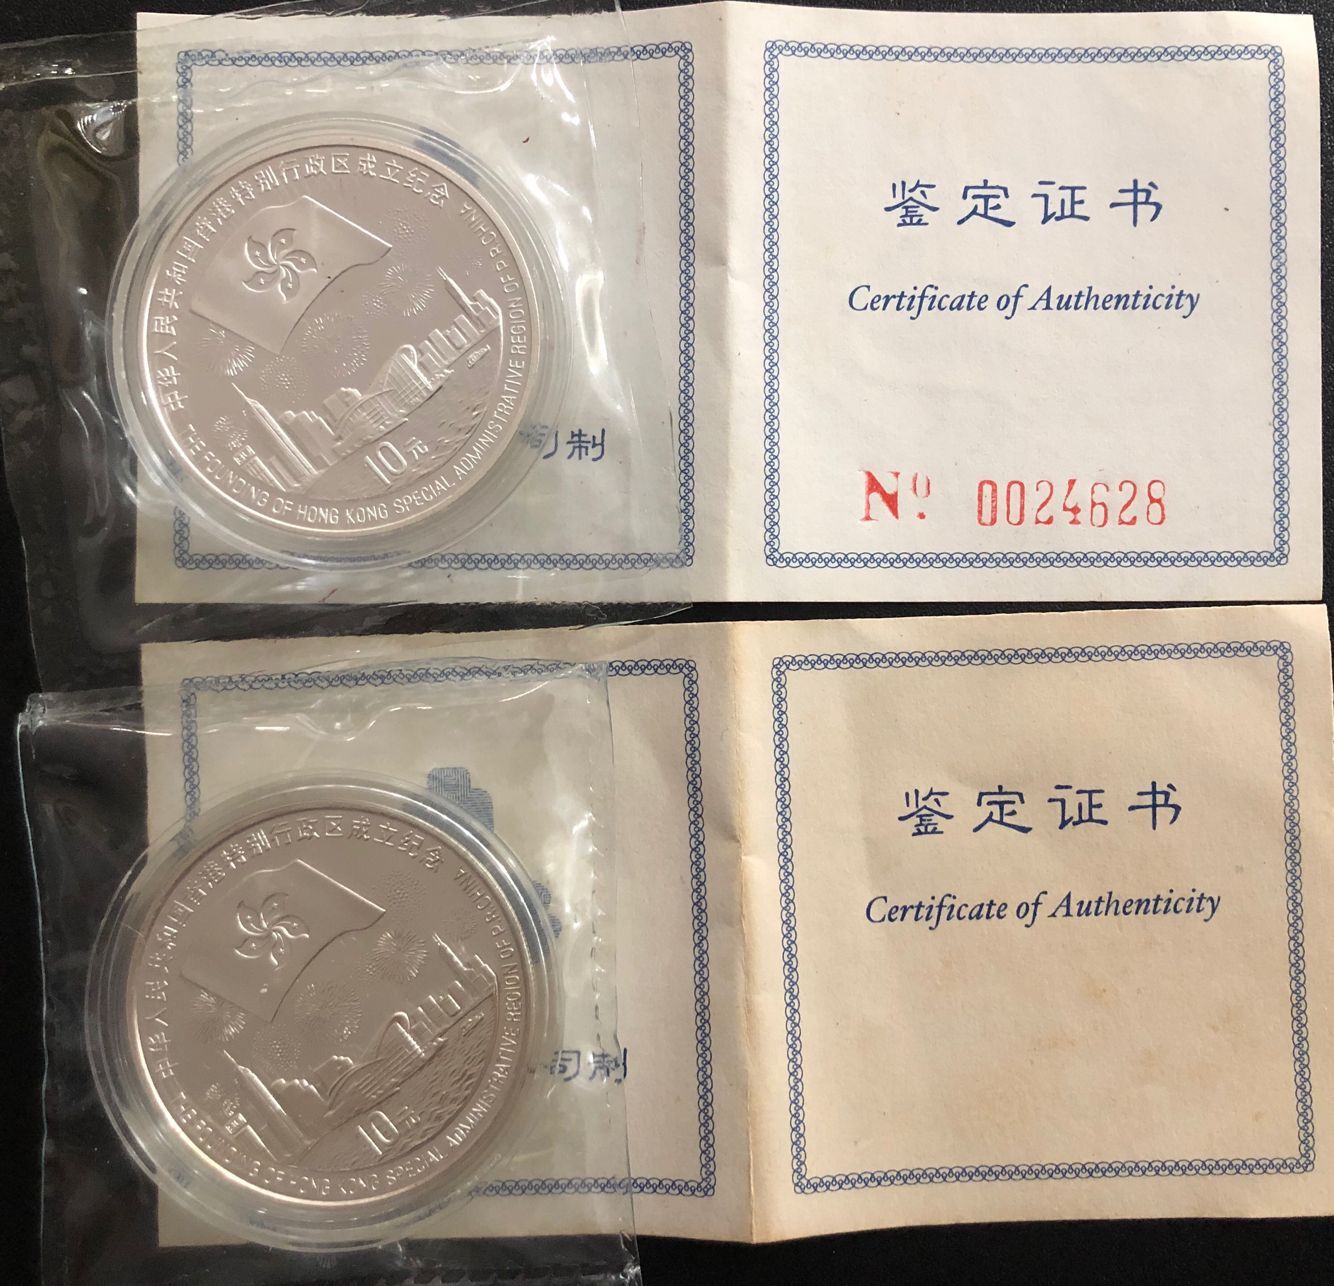 中华人民共和国香港特别行政区成立纪念
THE FOUNDING OF HONG KONG SPECIAL ADMINISTRATIVE REGION OF P.R.CHINA
10元
司制
鉴定证书
Certificate of Authenticity
Nº 0024628
中华人民共和国香港特别行政区成立纪念
THE FOUNDING OF HONG KONG SPECIAL ADMINISTRATIVE REGION OF P.R.CHINA
10元
司制
鉴定证书
Certificate of Authenticity